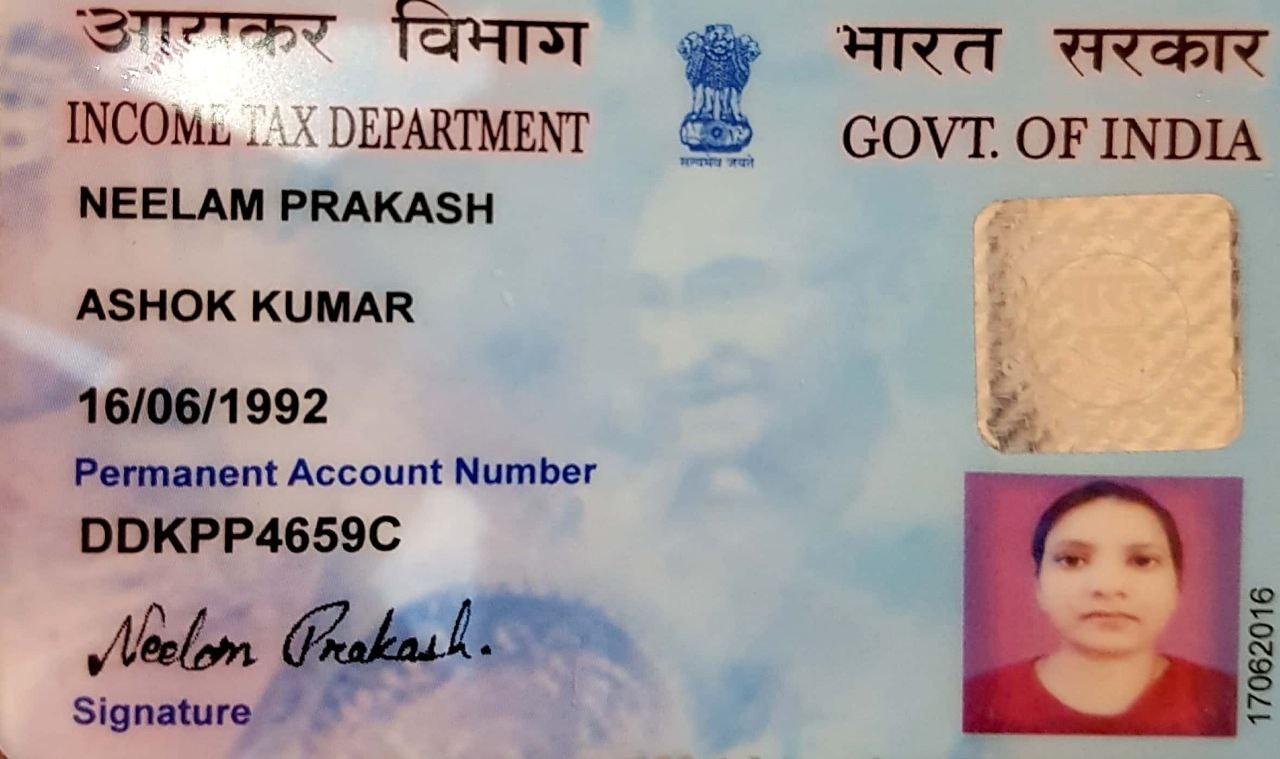 आयकर विभाग
INCOME TAX DEPARTMENT
सत्यमेव जयते
भारत सरकार
GOVT. OF INDIA
NEELAM PRAKASH
ASHOK KUMAR
16/06/1992
Permanent Account Number
DDKPP4659C
Neelam Prakash.
Signature
17062016